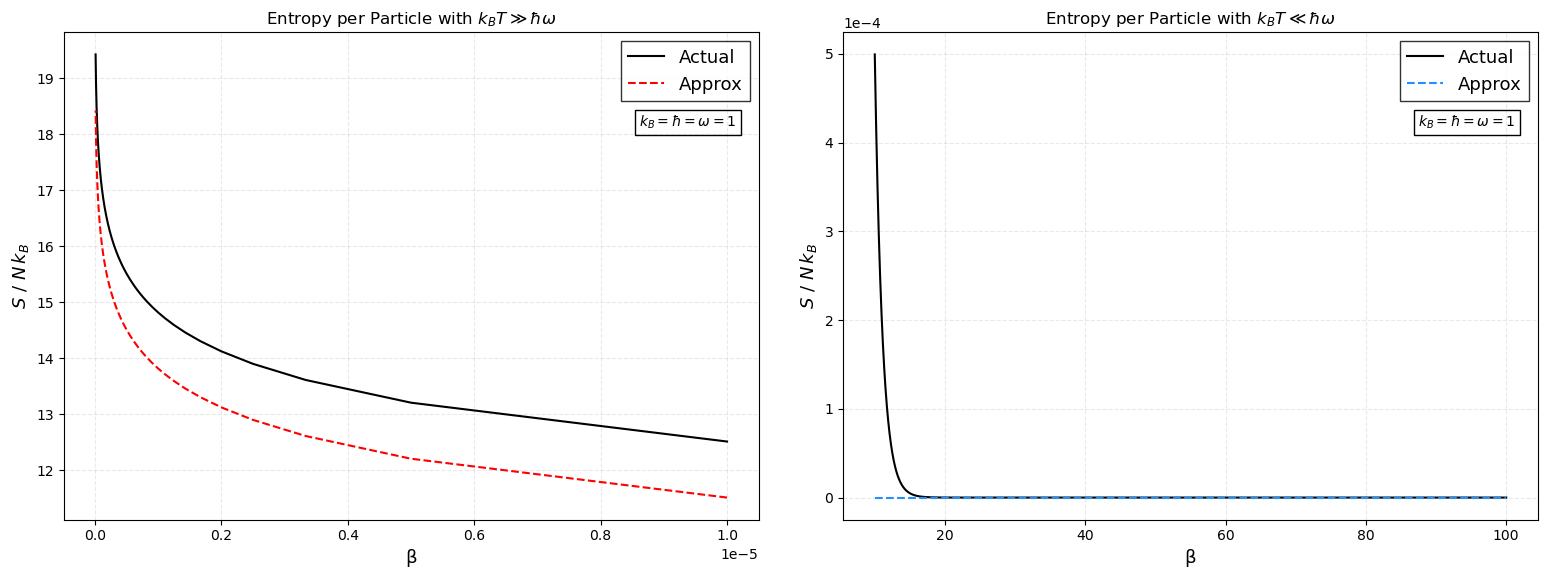 Entropy per Particle with $k_BT \gg \hbar\omega$
19
18
17
16
15
14
13
12
S / N k_B
0.0
0.2
0.4
0.6
0.8
1.0
1e−5
β
Actual
Approx
$k_B = \hbar = \omega = 1$
Entropy per Particle with $k_BT \ll \hbar\omega$
1e−4
5
4
3
2
1
0
S / N k_B
20
40
60
80
100
β
Actual
Approx
$k_B = \hbar = \omega = 1$